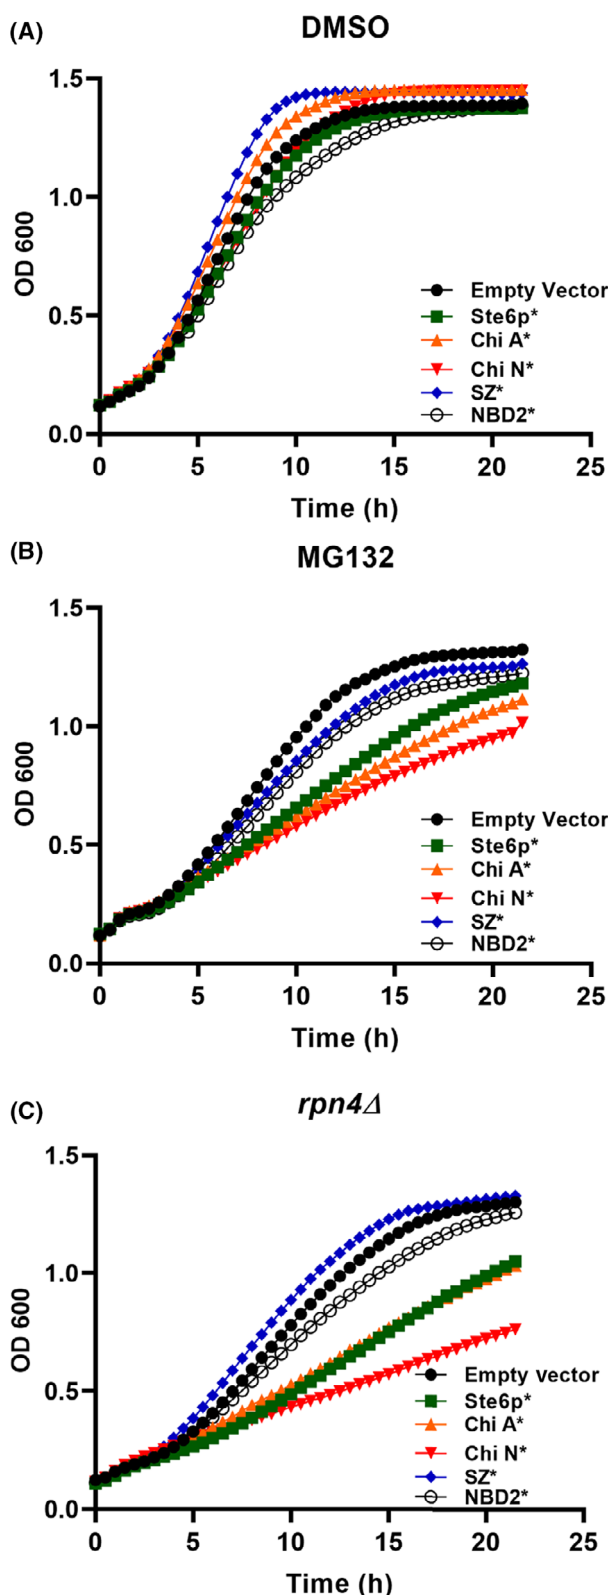 (A)
DMSO
1.5
1.0
0.5
0.0
OD 600
Empty Vector
Ste6p*
Chi A*
Chi N*
SZ*
NBD2*
0 5 10 15 20 25
Time (h)
(B)
MG132
1.5
1.0
0.5
0.0
OD 600
Empty Vector
Ste6p*
Chi A*
Chi N*
SZ*
NBD2*
0 5 10 15 20 25
Time (h)
(C)
rpn4Δ
1.5
1.0
0.5
0.0
OD 600
Empty vector
Ste6p*
Chi A*
Chi N*
SZ*
NBD2*
0 5 10 15 20 25
Time (h)